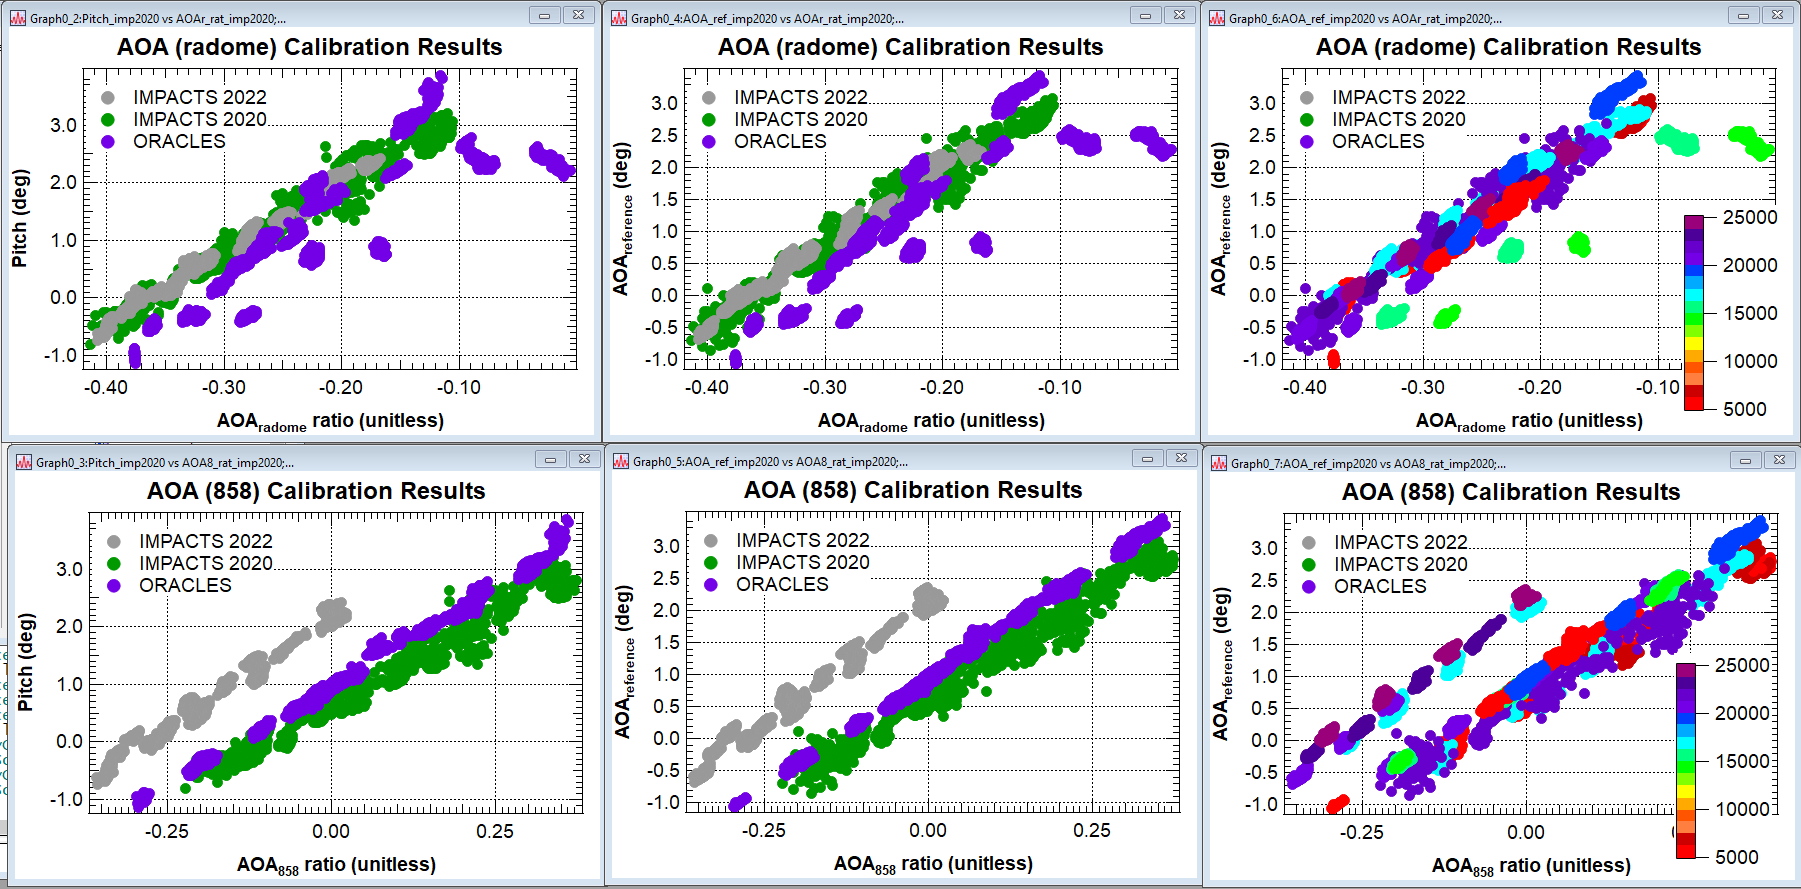 Graph0_2:Pitch_imp2020 vs AOAr_rat_imp2020;...
AOA (radome) Calibration Results
IMPACTS 2022
IMPACTS 2020
ORACLES
3.0
2.0
1.0
0.0
-1.0
Pitch (deg)
-0.40
-0.30
-0.20
-0.10
AOAradome ratio (unitless)
Graph0_4:AOA_ref_imp2020 vs AOAr_rat_imp2020;...
AOA (radome) Calibration Results
IMPACTS 2022
IMPACTS 2020
ORACLES
3.0
2.5
2.0
1.5
1.0
0.5
0.0
-0.5
-1.0
AOAreference (deg)
-0.40
-0.30
-0.20
-0.10
AOAradome ratio (unitless)
Graph0_6:AOA_ref_imp2020 vs AOAr_rat_imp2020;...
AOA (radome) Calibration Results
IMPACTS 2022
IMPACTS 2020
ORACLES
3.0
2.5
2.0
1.5
1.0
0.5
0.0
-0.5
-1.0
AOAreference (deg)
25000
20000
15000
10000
5000
-0.40
-0.30
-0.20
-0.10
AOAradome ratio (unitless)
Graph0_3:Pitch_imp2020 vs AOA8_rat_imp2020;...
AOA (858) Calibration Results
IMPACTS 2022
IMPACTS 2020
ORACLES
3.0
2.0
1.0
0.0
-1.0
Pitch (deg)
-0.25
0.00
0.25
AOA858 ratio (unitless)
Graph0_5:AOA_ref_imp2020 vs AOA8_rat_imp2020;...
AOA (858) Calibration Results
IMPACTS 2022
IMPACTS 2020
ORACLES
3.0
2.5
2.0
1.5
1.0
0.5
0.0
-0.5
-1.0
AOAreference (deg)
-0.25
0.00
0.25
AOA858 ratio (unitless)
Graph0_7:AOA_ref_imp2020 vs AOA8_rat_imp2020;...
AOA (858) Calibration Results
IMPACTS 2022
IMPACTS 2020
ORACLES
3.0
2.5
2.0
1.5
1.0
0.5
0.0
-0.5
-1.0
AOAreference (deg)
25000
20000
15000
10000
5000
-0.25
0.00
AOA858 ratio (unitless)